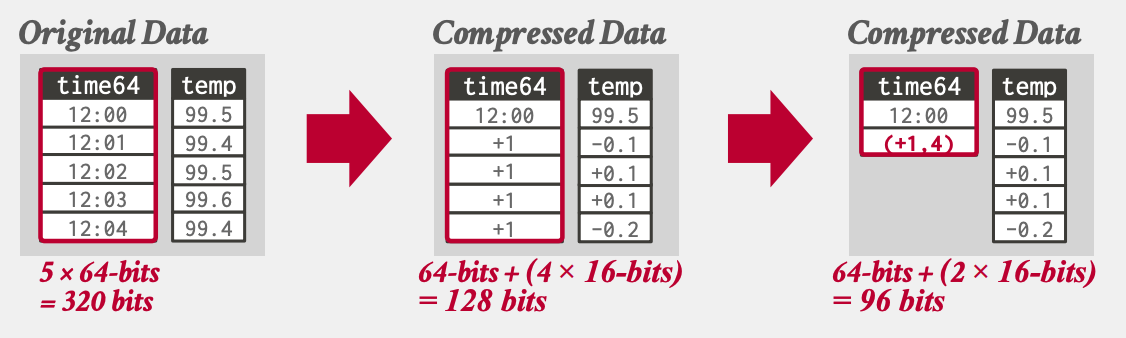 Original Data
time64 temp
12:00 99.5
12:01 99.4
12:02 99.5
12:03 99.6
12:04 99.4
5 × 64-bits
= 320 bits
Compressed Data
time64 temp
12:00 99.5
+1 -0.1
+1 +0.1
+1 +0.1
+1 -0.2
64-bits + (4 × 16-bits)
= 128 bits
Compressed Data
time64 temp
12:00 99.5
(+1,4) -0.1
+0.1
+0.1
-0.2
64-bits + (2 × 16-bits)
= 96 bits